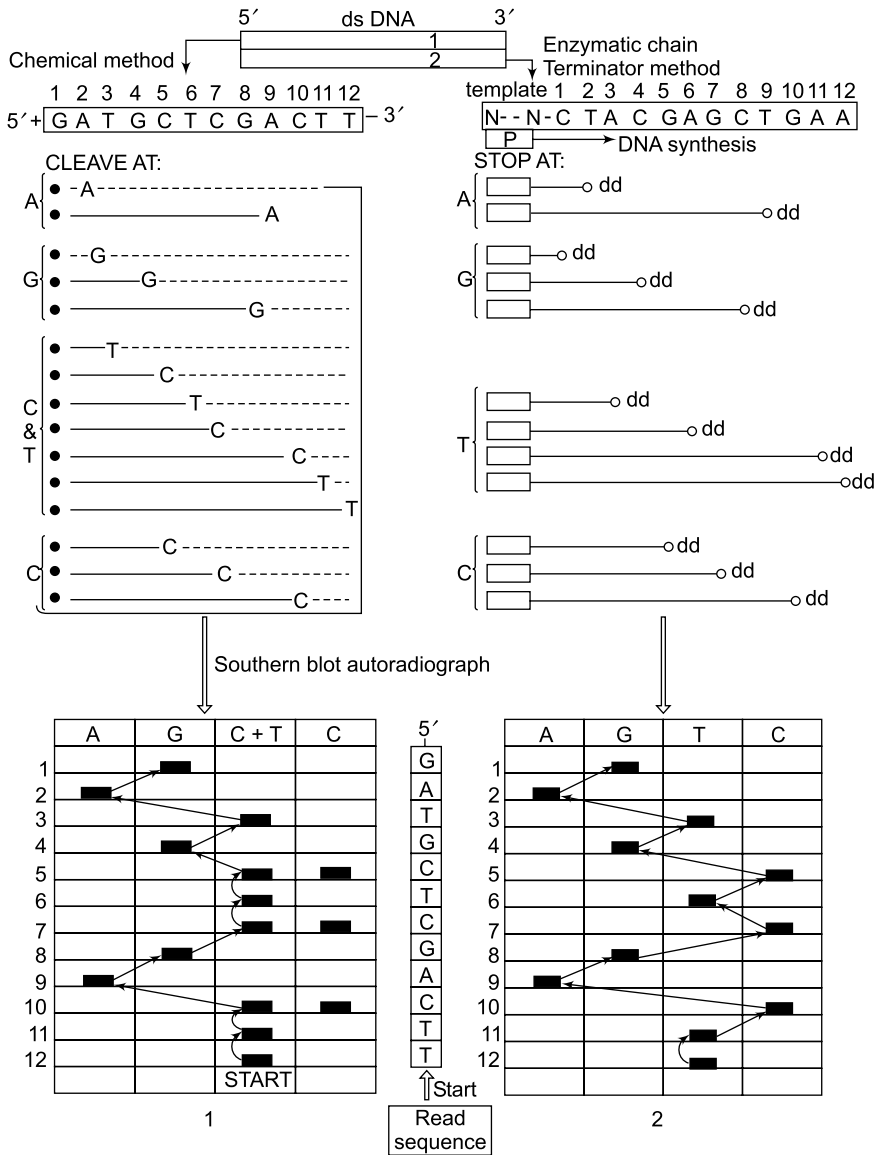 5′ ds DNA 3′
1
2
Chemical method
Enzymatic chain
Terminator method
1 2 3 4 5 6 7 8 9 10 11 12
5′ + G A T G C T C G A C T T – 3′
template 1 2 3 4 5 6 7 8 9 10 11 12
N- - N- C T A C G A G C T G A A
P
DNA synthesis
CLEAVE AT:
A
A
A
G
G
G
G
C
&
T
T
C
T
C
C
T
T
C
C
C
C
STOP AT:
A
dd
dd
G
dd
dd
dd
T
dd
dd
dd
dd
C
dd
dd
dd
Southern blot autoradiograph
A G C + T C
1
2
3
4
5
6
7
8
9
10
11
12
START
1
5′
G
A
T
G
C
T
C
G
A
C
T
T
Start
Read
sequence
A G T C
1
2
3
4
5
6
7
8
9
10
11
12
2